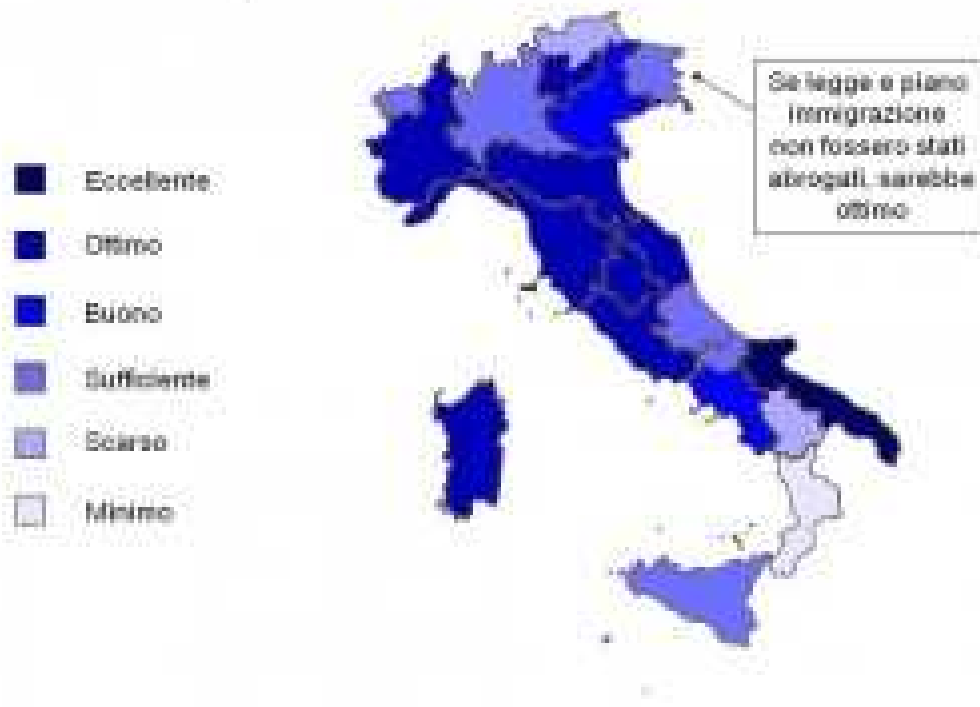 Eccellente
Ottimo
Buono
Sufficiente
Scarso
Minimo
Se legge e piano
immigrazione
non fossero stati
abrogati, sarebbe
ottimo